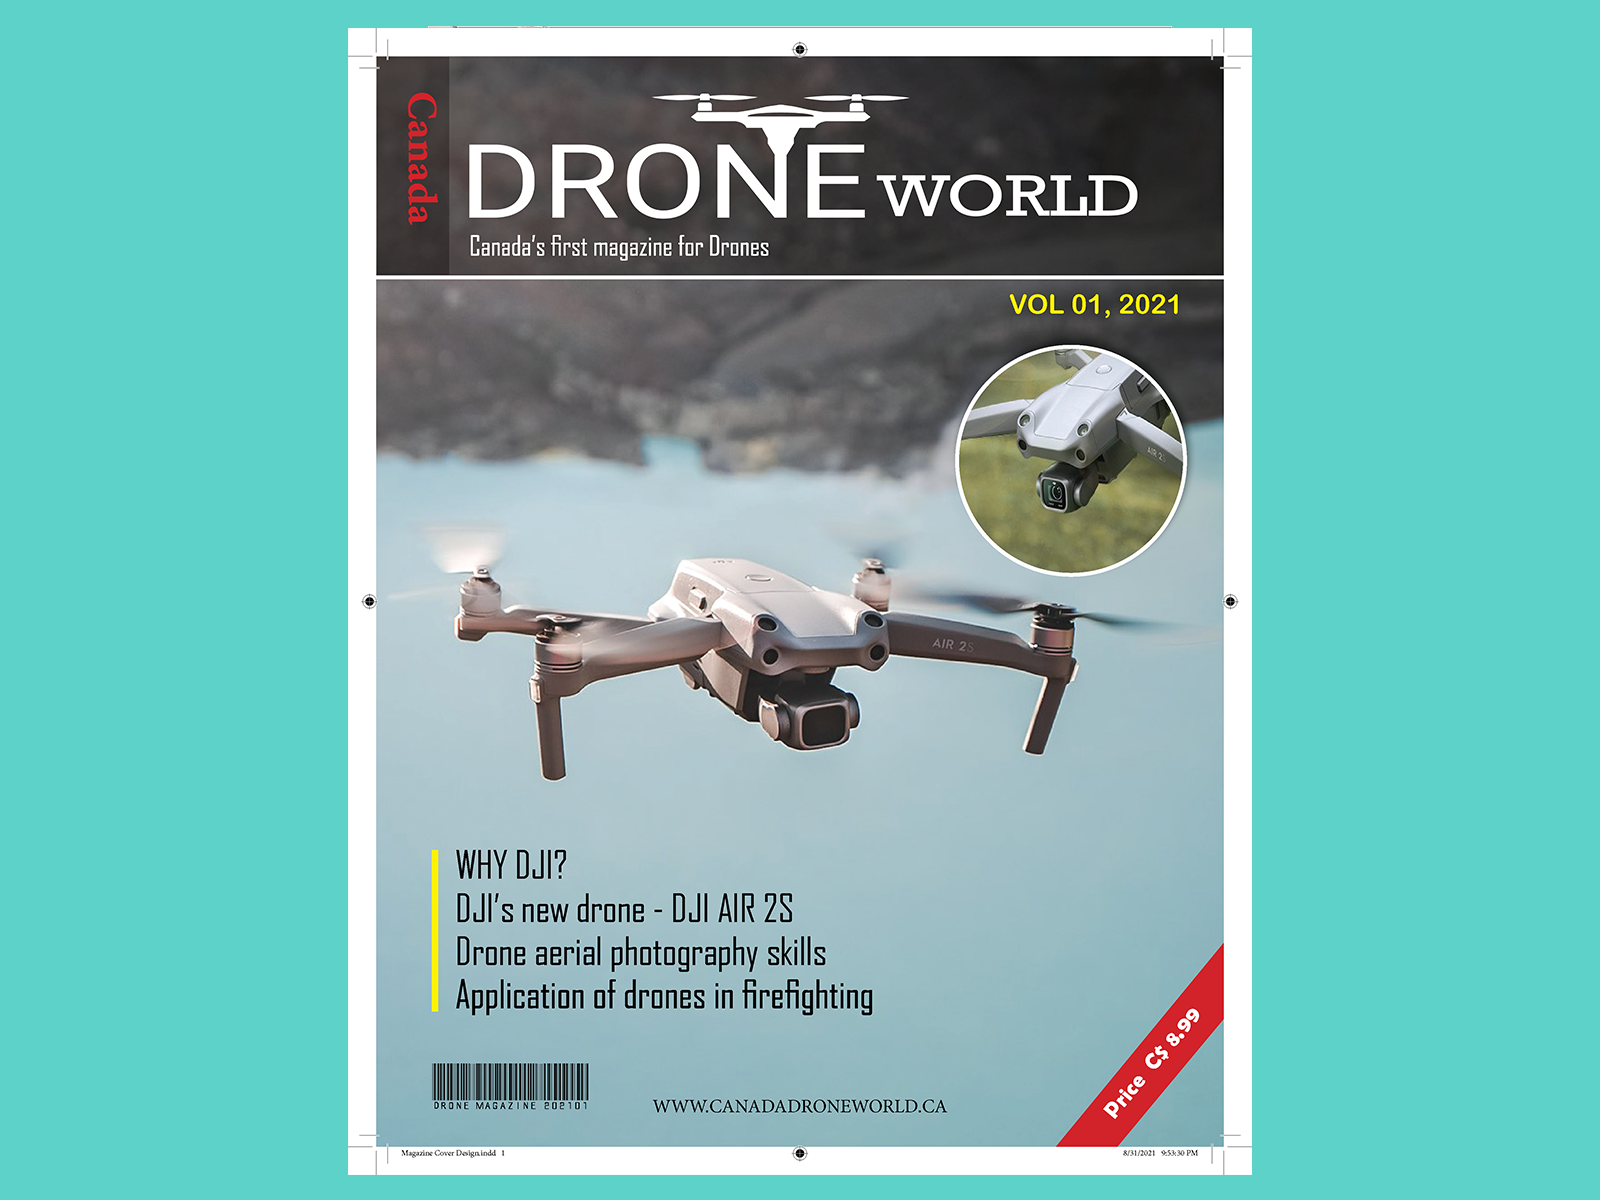 Canada
DRONE WORLD
Canada's first magazine for Drones
VOL 01, 2021
AIR 2S
AIR 2S
WHY DJI?
DJI's new drone - DJI AIR 2S
Drone aerial photography skills
Application of drones in firefighting
Price C$ 8.99
DRONE MAGAZINE 202101
WWW.CANADADRONEWORLD.CA
Magazine Cover Design.indd 1
8/31/2021 9:53:30 PM